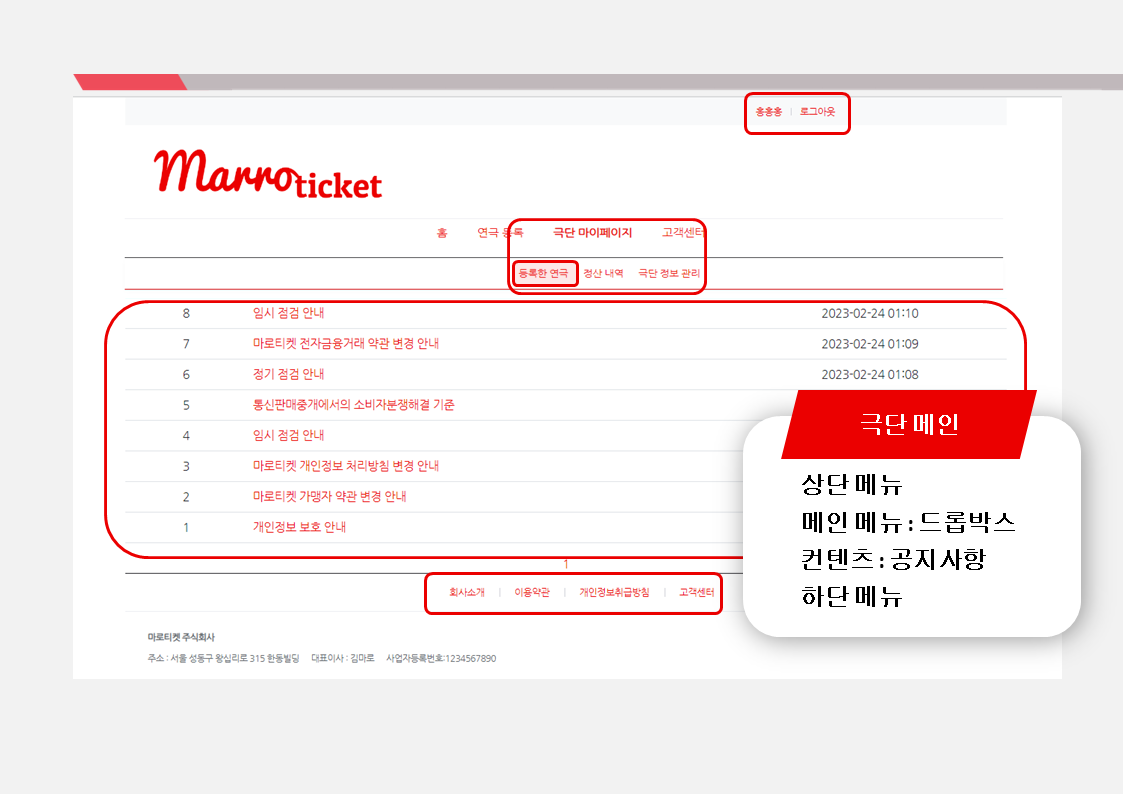 홍홍홍 | 로그아웃
Marroticket
홈 연극 등록 극단 마이페이지 고객센터
등록한 연극 정산 내역 극단 정보 관리
8 임시 점검 안내 2023-02-24 01:10
7 마로티켓 전자금융거래 약관 변경 안내 2023-02-24 01:09
6 정기 점검 안내 2023-02-24 01:08
5 통신판매중개에서의 소비자분쟁해결 기준
4 임시 점검 안내
3 마로티켓 개인정보 처리방침 변경 안내
2 마로티켓 가맹자 약관 변경 안내
1 개인정보 보호 안내
1
극단 메인
상단 메뉴
메인 메뉴 : 드롭박스
컨텐츠 : 공지사항
하단 메뉴
회사소개 | 이용약관 | 개인정보취급방침 | 고객센터
마로티켓 주식회사
주소 : 서울 성동구 왕십리로 315 한동빌딩 대표이사 : 김마로 사업자등록번호:1234567890